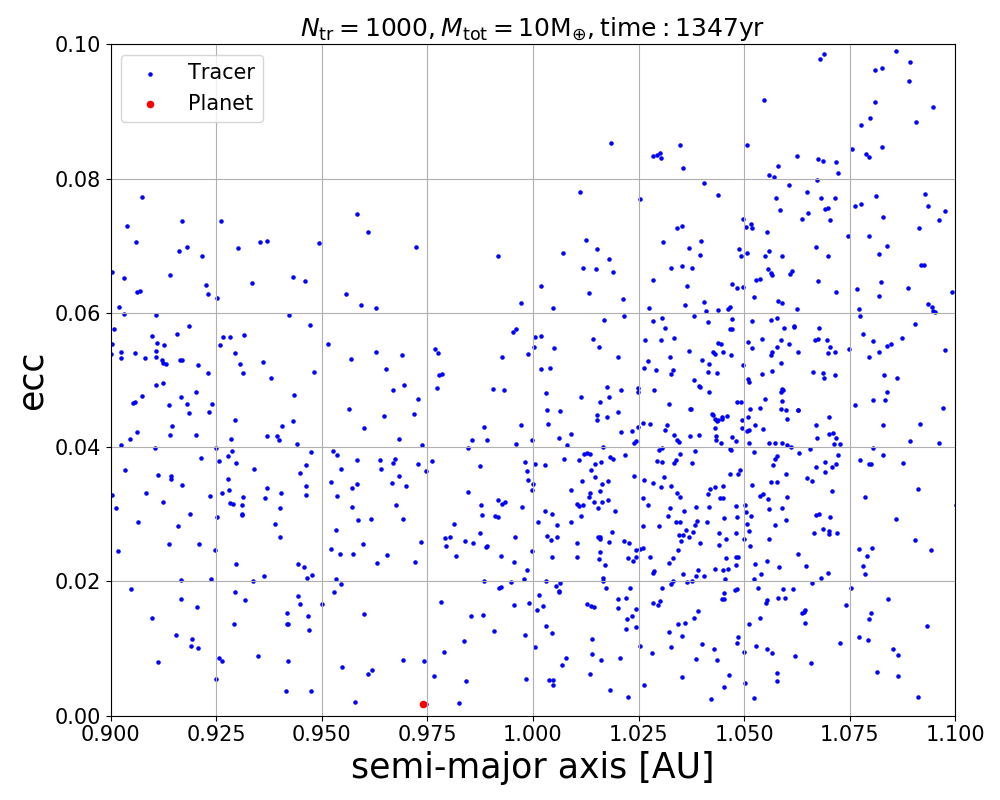 N_tr = 1000, M_tot = 10M_⊕, time : 1347yr
Tracer
Planet
ecc
0.10
0.08
0.06
0.04
0.02
0.00
0.900 0.925 0.950 0.975 1.000 1.025 1.050 1.075 1.100
semi-major axis [AU]